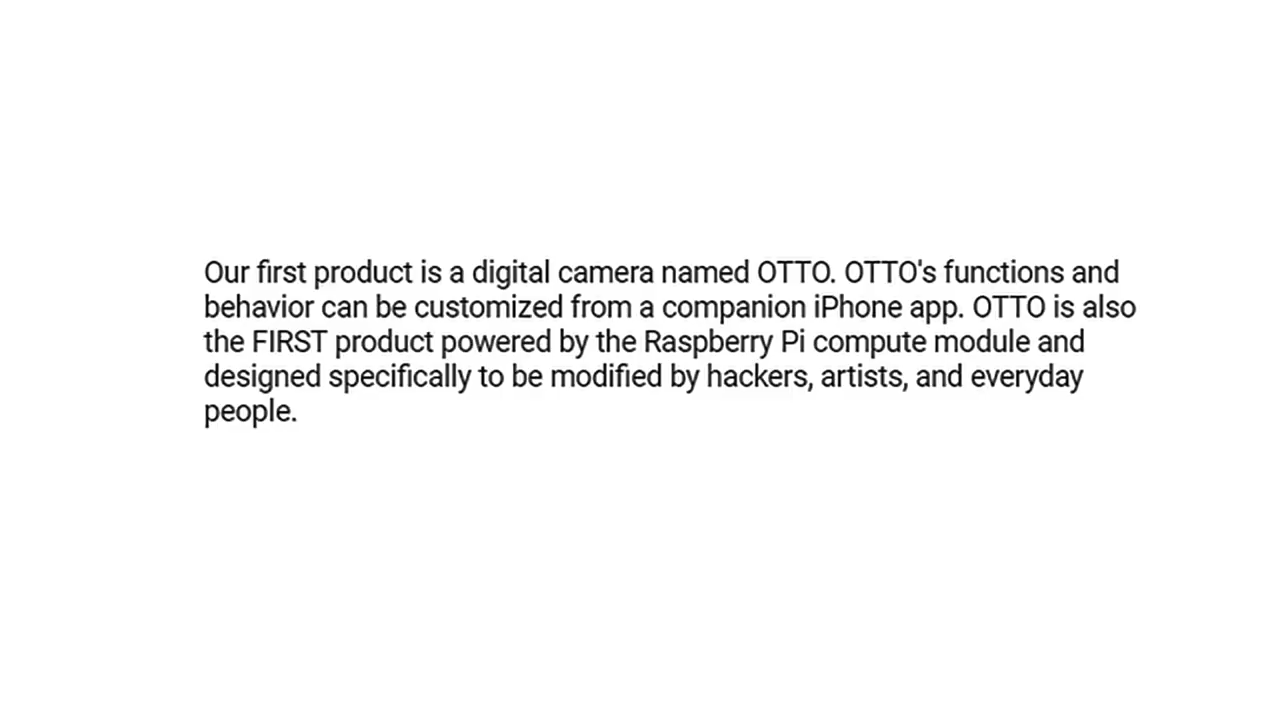 Our first product is a digital camera named OTTO. OTTO's functions and
behavior can be customized from a companion iPhone app. OTTO is also
the FIRST product powered by the Raspberry Pi compute module and
designed specifically to be modified by hackers, artists, and everyday
people.